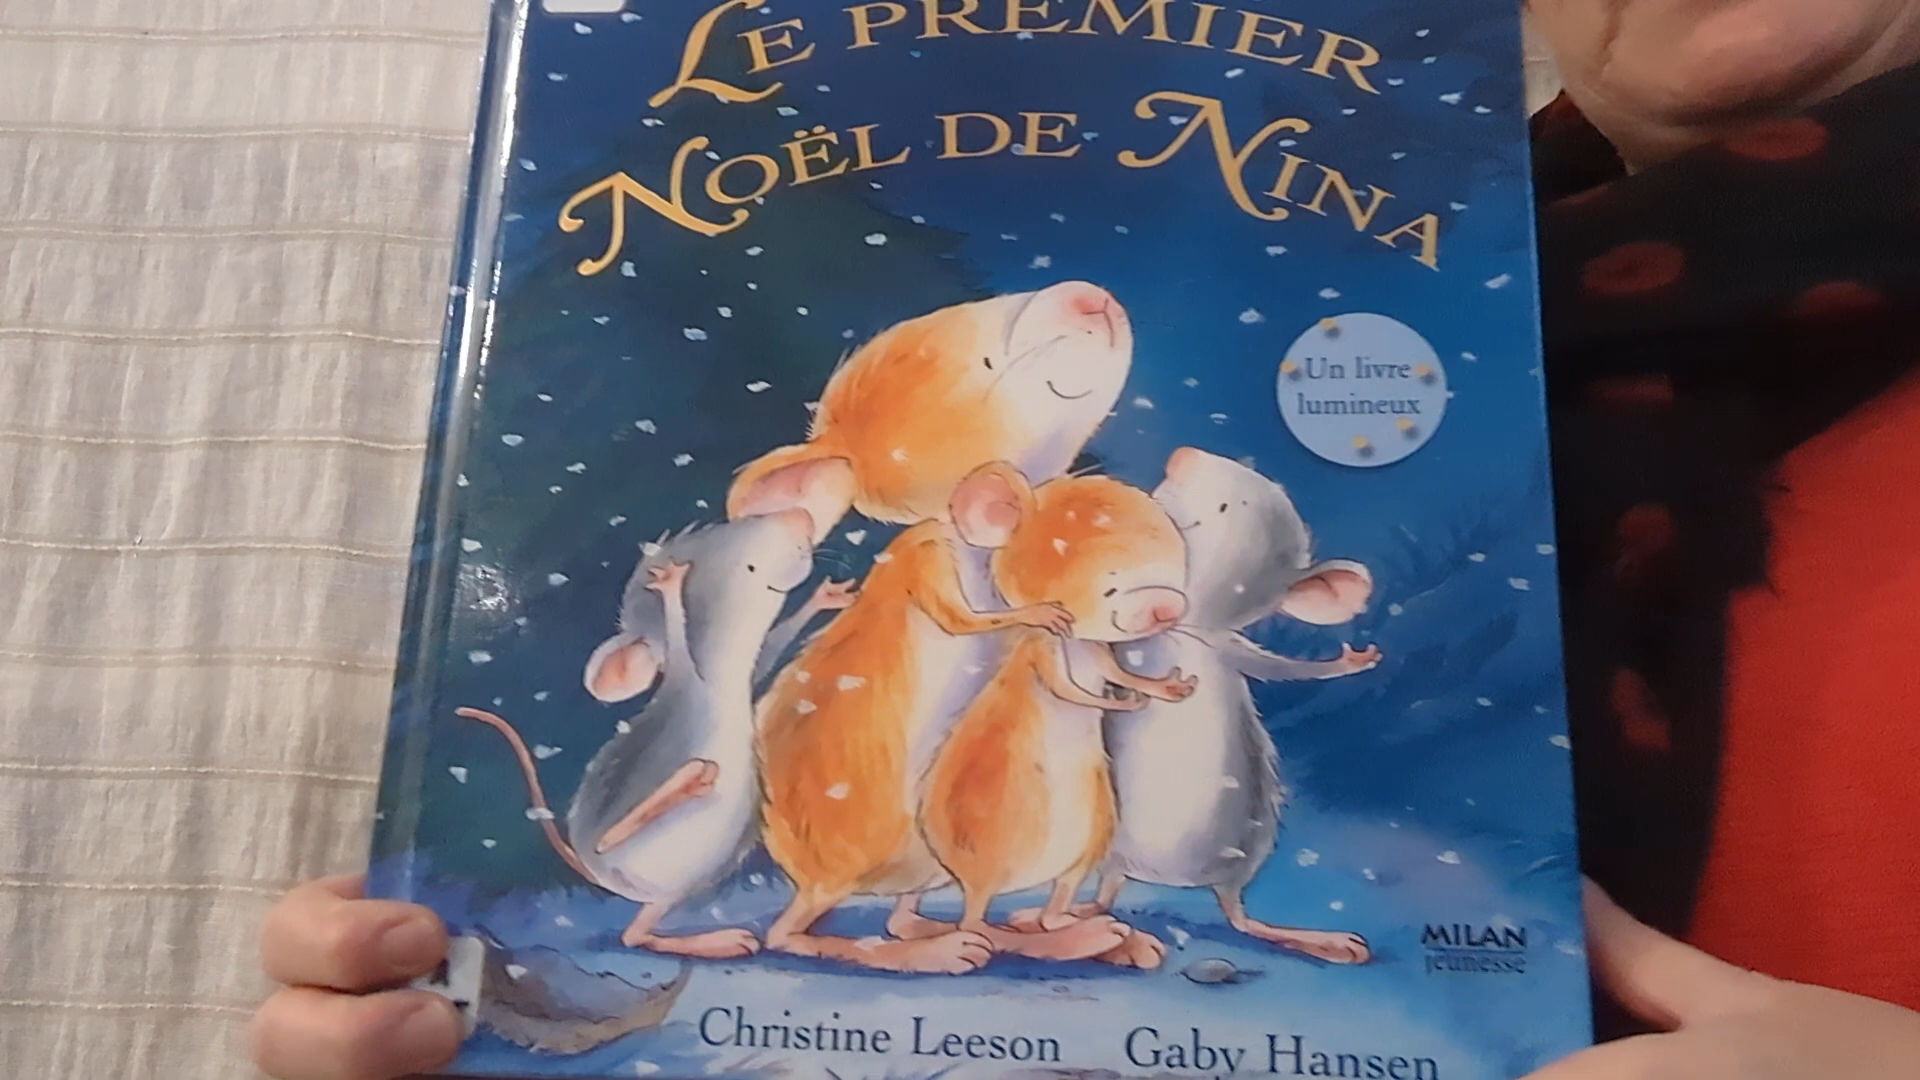 LE PREMIER
NOËL DE NINA
Un livre
lumineux
MILAN
jeunesse
Christine Leeson Gaby Hansen